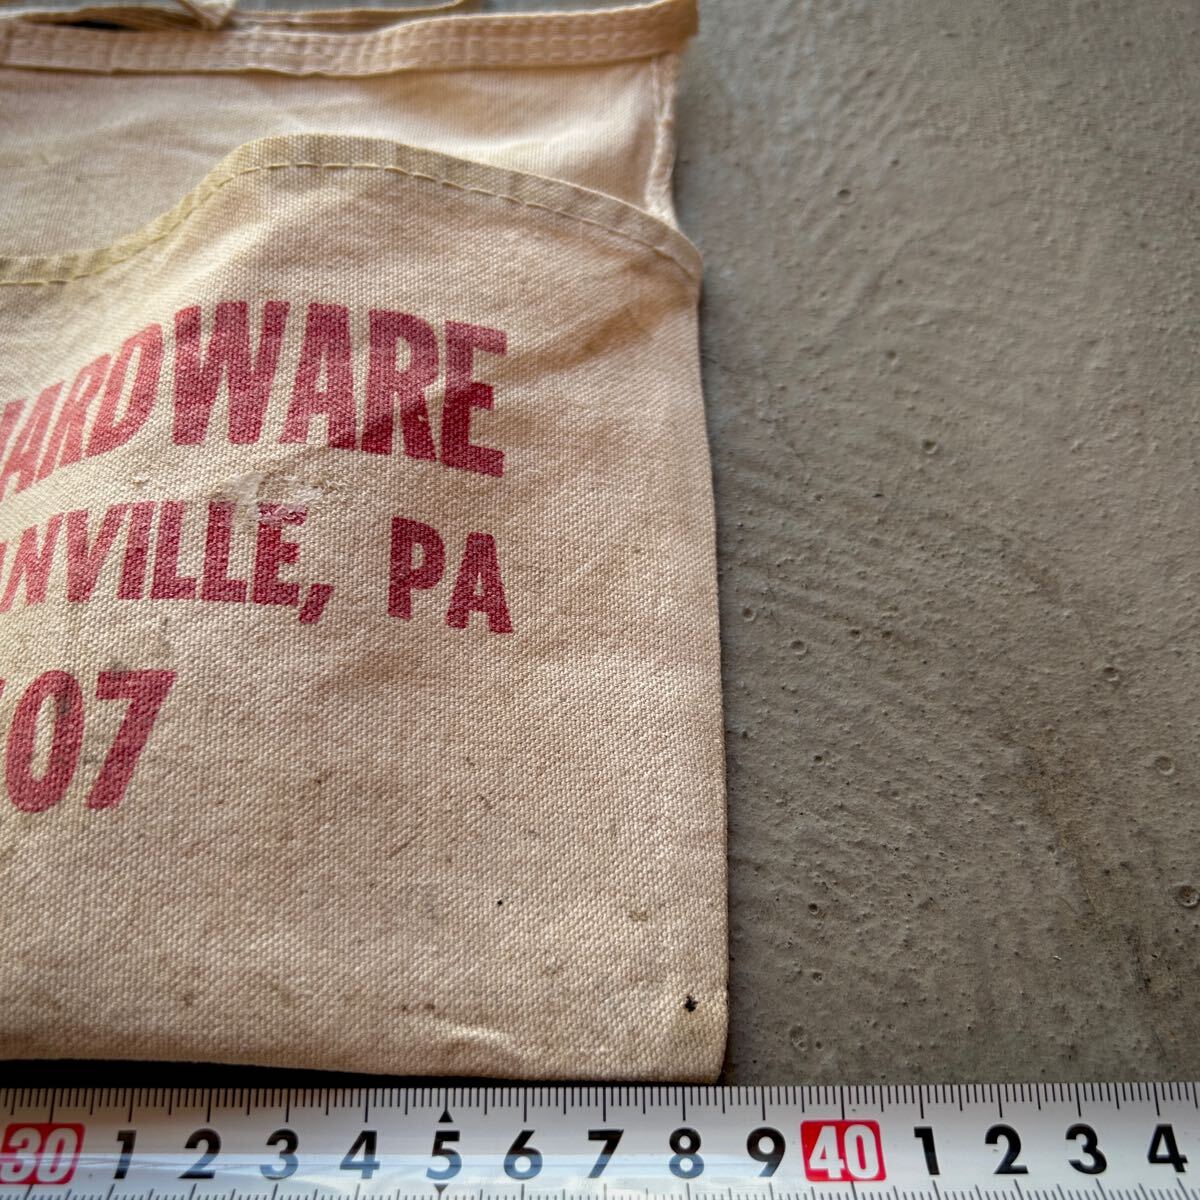 HARDWARE
NVILLE, PA
07
30 1 2 3 4 5 6 7 8 9 40 1 2 3 4